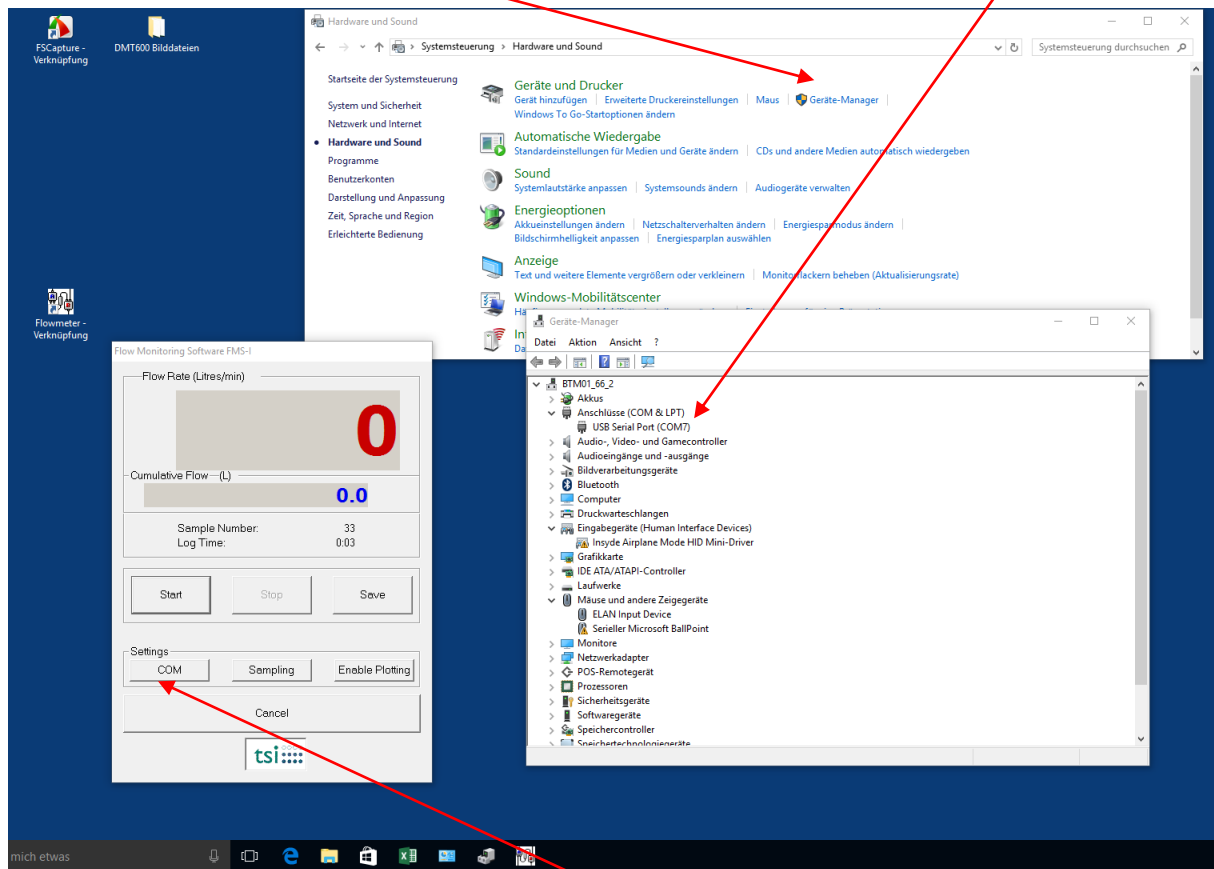 FSCapture -
Verknüpfung
DMT600 Bilddateien
Flowmeter -
Verknüpfung
Hardware und Sound
Systemsteuerung > Hardware und Sound
Systemsteuerung durchsuchen
Startseite der Systemsteuerung
System und Sicherheit
Netzwerk und Internet
Hardware und Sound
Programme
Benutzerkonten
Darstellung und Anpassung
Zeit, Sprache und Region
Erleichterte Bedienung
Geräte und Drucker
Gerät hinzufügen | Erweiterte Druckereinstellungen | Maus | Geräte-Manager |
Windows To Go-Startoptionen ändern
Automatische Wiedergabe
Standardeinstellungen für Medien und Geräte ändern | CDs und andere Medien automatisch wiedergeben
Sound
Systemlautstärke anpassen | Systemsounds ändern | Audiogeräte verwalten
Energieoptionen
Akkueinstellungen ändern | Netzschalterverhalten ändern | Energiesparmodus ändern |
Bildschirmhelligkeit anpassen | Energiesparplan auswählen
Anzeige
Text und weitere Elemente vergrößern oder verkleinern | Monitorflackern beheben (Aktualisierungsrate)
Windows-Mobilitätscenter
Flow Monitoring Software FMS-I
Flow Rate (Litres/min)
0
Cumulative Flow (L)
0.0
Sample Number: 33
Log Time: 0:03
Start Stop Save
Settings
COM Sampling Enable Plotting
Cancel
tsi
Geräte-Manager
Datei Aktion Ansicht ?
BTM01_66_2
Akkus
Anschlüsse (COM & LPT)
USB Serial Port (COM7)
Audio-, Video- und Gamecontroller
Audioeingänge und -ausgänge
Bildverarbeitungsgeräte
Bluetooth
Computer
Druckwarteschlangen
Eingabegeräte (Human Interface Devices)
Insyde Airplane Mode HID Mini-Driver
Grafikkarte
IDE ATA/ATAPI-Controller
Laufwerke
Mäuse und andere Zeigegeräte
ELAN Input Device
Serieller Microsoft BallPoint
Monitore
Netzwerkadapter
POS-Remotegerät
Prozessoren
Sicherheitsgeräte
Softwaregeräte
Speichercontroller
Speichertechnologiegeräte
mich etwas